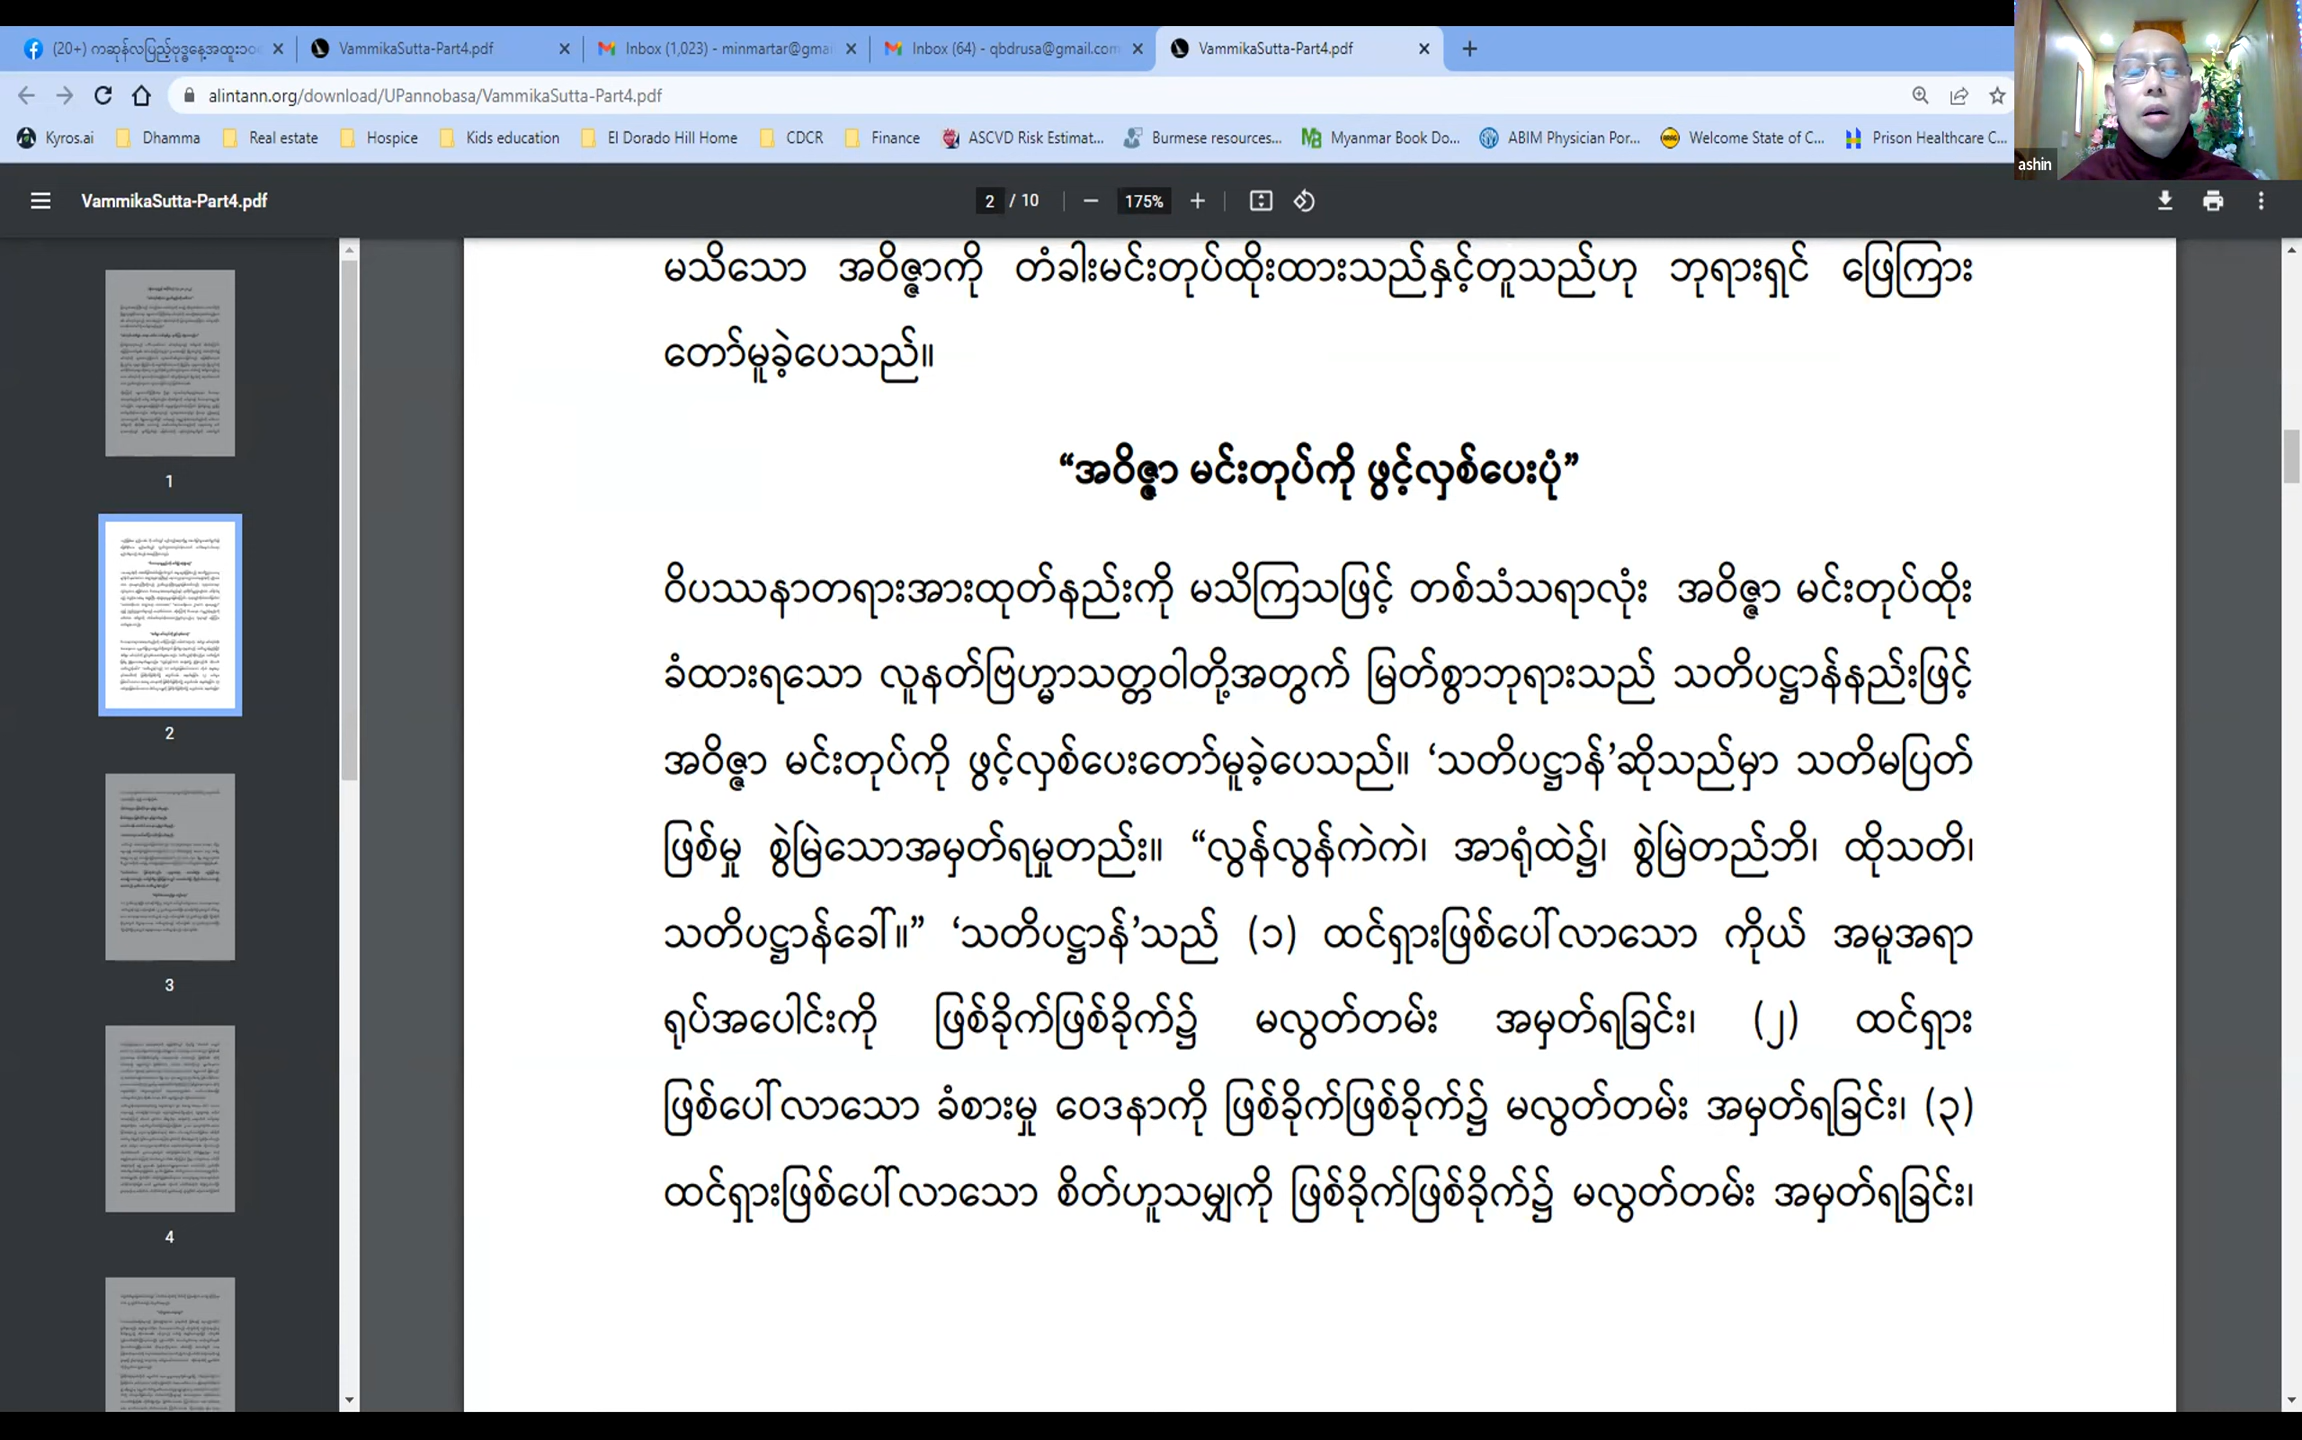 (20+) ကဆုန်လပြည့်ဗုဒ္ဓနေ့အထူး၁၀
VammikaSutta-Part4.pdf
Inbox (1,023) - minmartar@gma
Inbox (64) - qbdrusa@gmail.com
VammikaSutta-Part4.pdf
alintann.org/download/UPannobasa/VammikaSutta-Part4.pdf
Kyros.ai
Dhamma
Real estate
Hospice
Kids education
El Dorado Hill Home
CDCR
Finance
ASCVD Risk Estimat...
Burmese resources...
Myanmar Book Do...
ABIM Physician Por...
Welcome State of C...
Prison Healthcare C...
ashin
VammikaSutta-Part4.pdf
2 / 10
175%
မသိသော အဝိဇ္ဇာကို တံခါးမင်းတုပ်ထိုးထားသည်နှင့်တူသည်ဟု ဘုရားရှင် ဖြေကြား
တော်မူခဲ့ပေသည်။
“အဝိဇ္ဇာ မင်းတုပ်ကို ဖွင့်လှစ်ပေးပုံ”
ဝိပဿနာတရားအားထုတ်နည်းကို မသိကြသဖြင့် တစ်သံသရာလုံး အဝိဇ္ဇာ မင်းတုပ်ထိုး
ခံထားရသော လူနတ်ဗြဟ္မာသတ္တဝါတို့အတွက် မြတ်စွာဘုရားသည် သတိပဋ္ဌာန်နည်းဖြင့်
အဝိဇ္ဇာ မင်းတုပ်ကို ဖွင့်လှစ်ပေးတော်မူခဲ့ပေသည်။ ‘သတိပဋ္ဌာန်’ဆိုသည်မှာ သတိမပြတ်
ဖြစ်မှု စွဲမြဲသောအမှတ်ရမှုတည်း။ “လွန်လွန်ကဲကဲ၊ အာရုံထဲ၌၊ စွဲမြဲတည်ဘိ၊ ထိုသတိ၊
သတိပဋ္ဌာန်ခေါ်။” ‘သတိပဋ္ဌာန်’သည် (၁) ထင်ရှားဖြစ်ပေါ်လာသော ကိုယ် အမူအရာ
ရုပ်အပေါင်းကို ဖြစ်ခိုက်ဖြစ်ခိုက်၌ မလွတ်တမ်း အမှတ်ရခြင်း၊ (၂) ထင်ရှား
ဖြစ်ပေါ်လာသော ခံစားမှု ဝေဒနာကို ဖြစ်ခိုက်ဖြစ်ခိုက်၌ မလွတ်တမ်း အမှတ်ရခြင်း၊ (၃)
ထင်ရှားဖြစ်ပေါ်လာသော စိတ်ဟူသမျှကို ဖြစ်ခိုက်ဖြစ်ခိုက်၌ မလွတ်တမ်း အမှတ်ရခြင်း၊
1
2
3
4